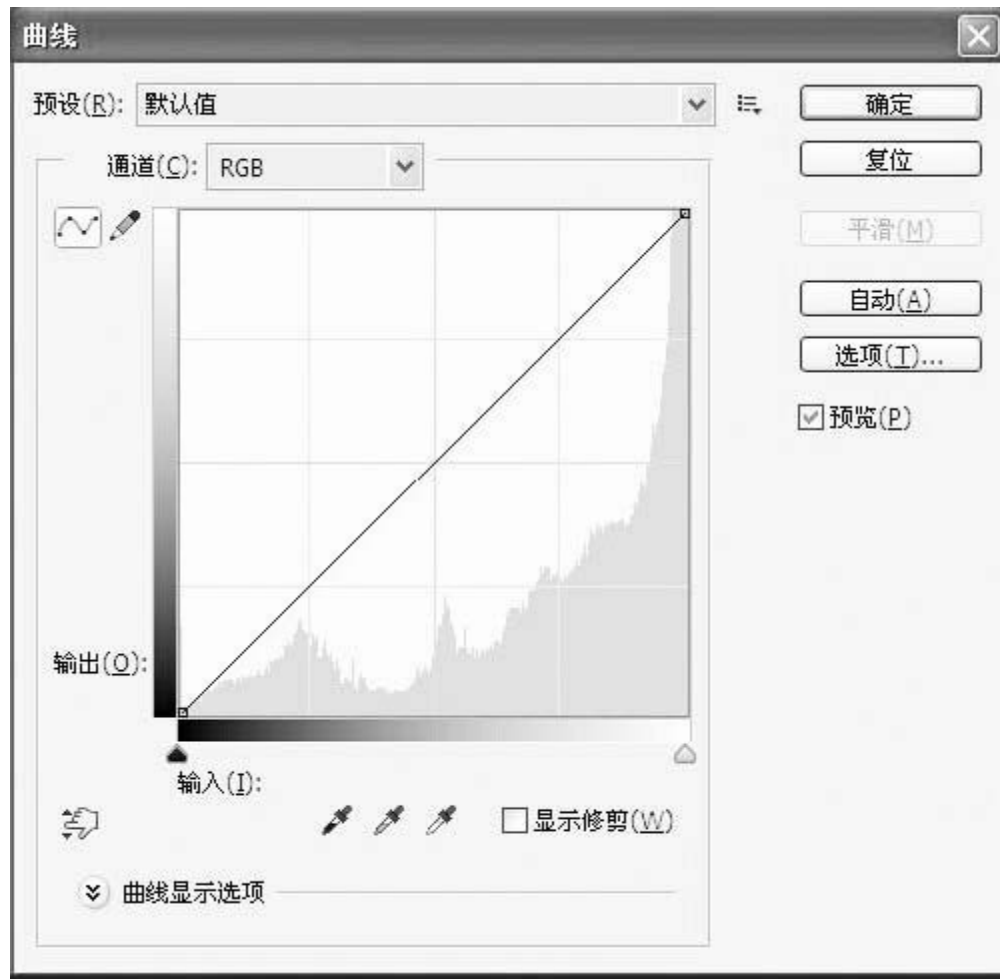 曲线
预设(R): 默认值
确定
通道(C): RGB
复位
平滑(M)
自动(A)
选项(T)...
预览(P)
输出(O):
输入(I):
显示修剪(W)
曲线显示选项